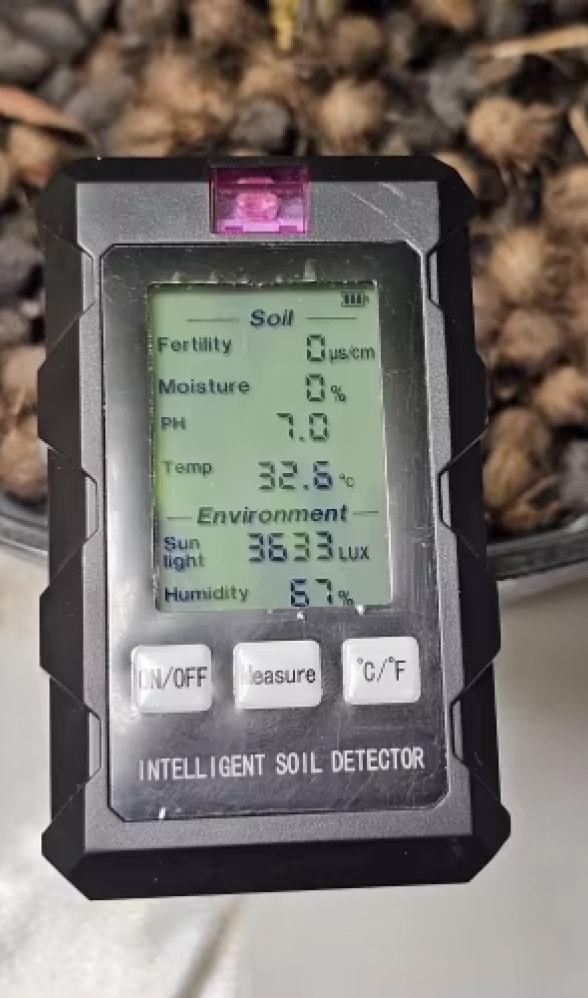 Soil
Fertility 0 µs/cm
Moisture 0 %
PH 7.0
Temp 32.6 °C
Environment
Sun light 3633 LUX
Humidity 67 %
ON/OFF Measure °C/°F
INTELLIGENT SOIL DETECTOR